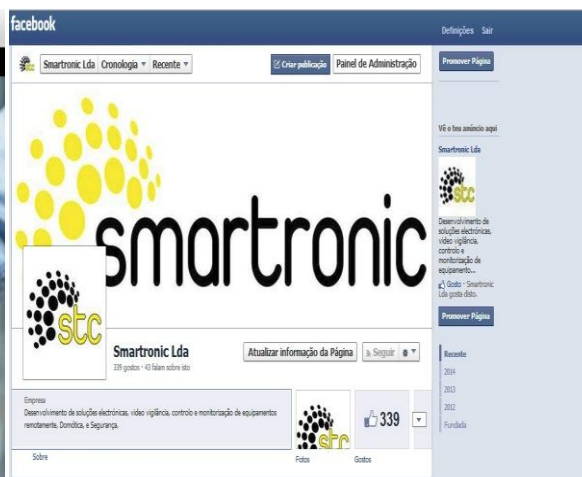 facebook
Definições Sair
Smartronic Lda Cronologia Recente
Criar publicação Painel de Administração
Promover Página
smartronic
stc
Smartronic Lda
339 gostos · 43 falam sobre isto
Atualizar informação da Página Seguir
Empresa
Desenvolvimento de soluções electrónicas, video vigilância, controlo e monitorização de equipamentos
remotamente, Domótica, e Segurança.
Sobre
stc
Fotos
339
Gostos
Vê o teu anúncio aqui
Smartronic Lda
stc
Desenvolvimento de
soluções electrónicas,
video vigilância,
controlo e
monitorização de
equipamento...
Gosto · Smartronic
Lda gosta disto.
Promover Página
Recente
2014
2013
2012
Fundada